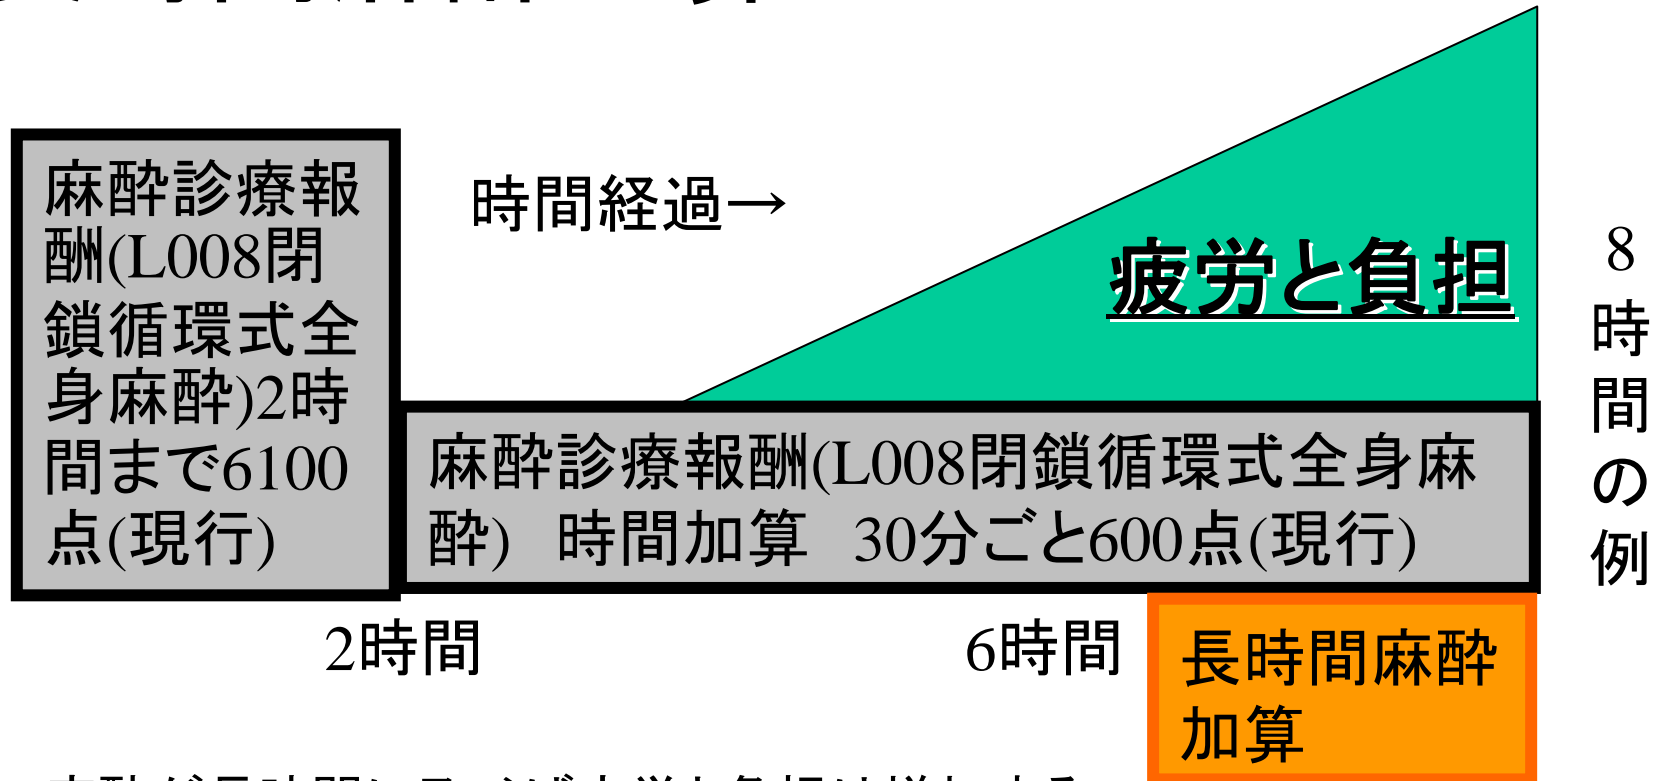 麻酔診療報
酬(L008閉
鎖循環式全
身麻酔)2時
間まで6100
点(現行)
時間経過→
疲労と負担
8時間の例
麻酔診療報酬(L008閉鎖循環式全身麻
酔)　時間加算　30分ごと600点(現行)
2時間
6時間
長時間麻酔
加算